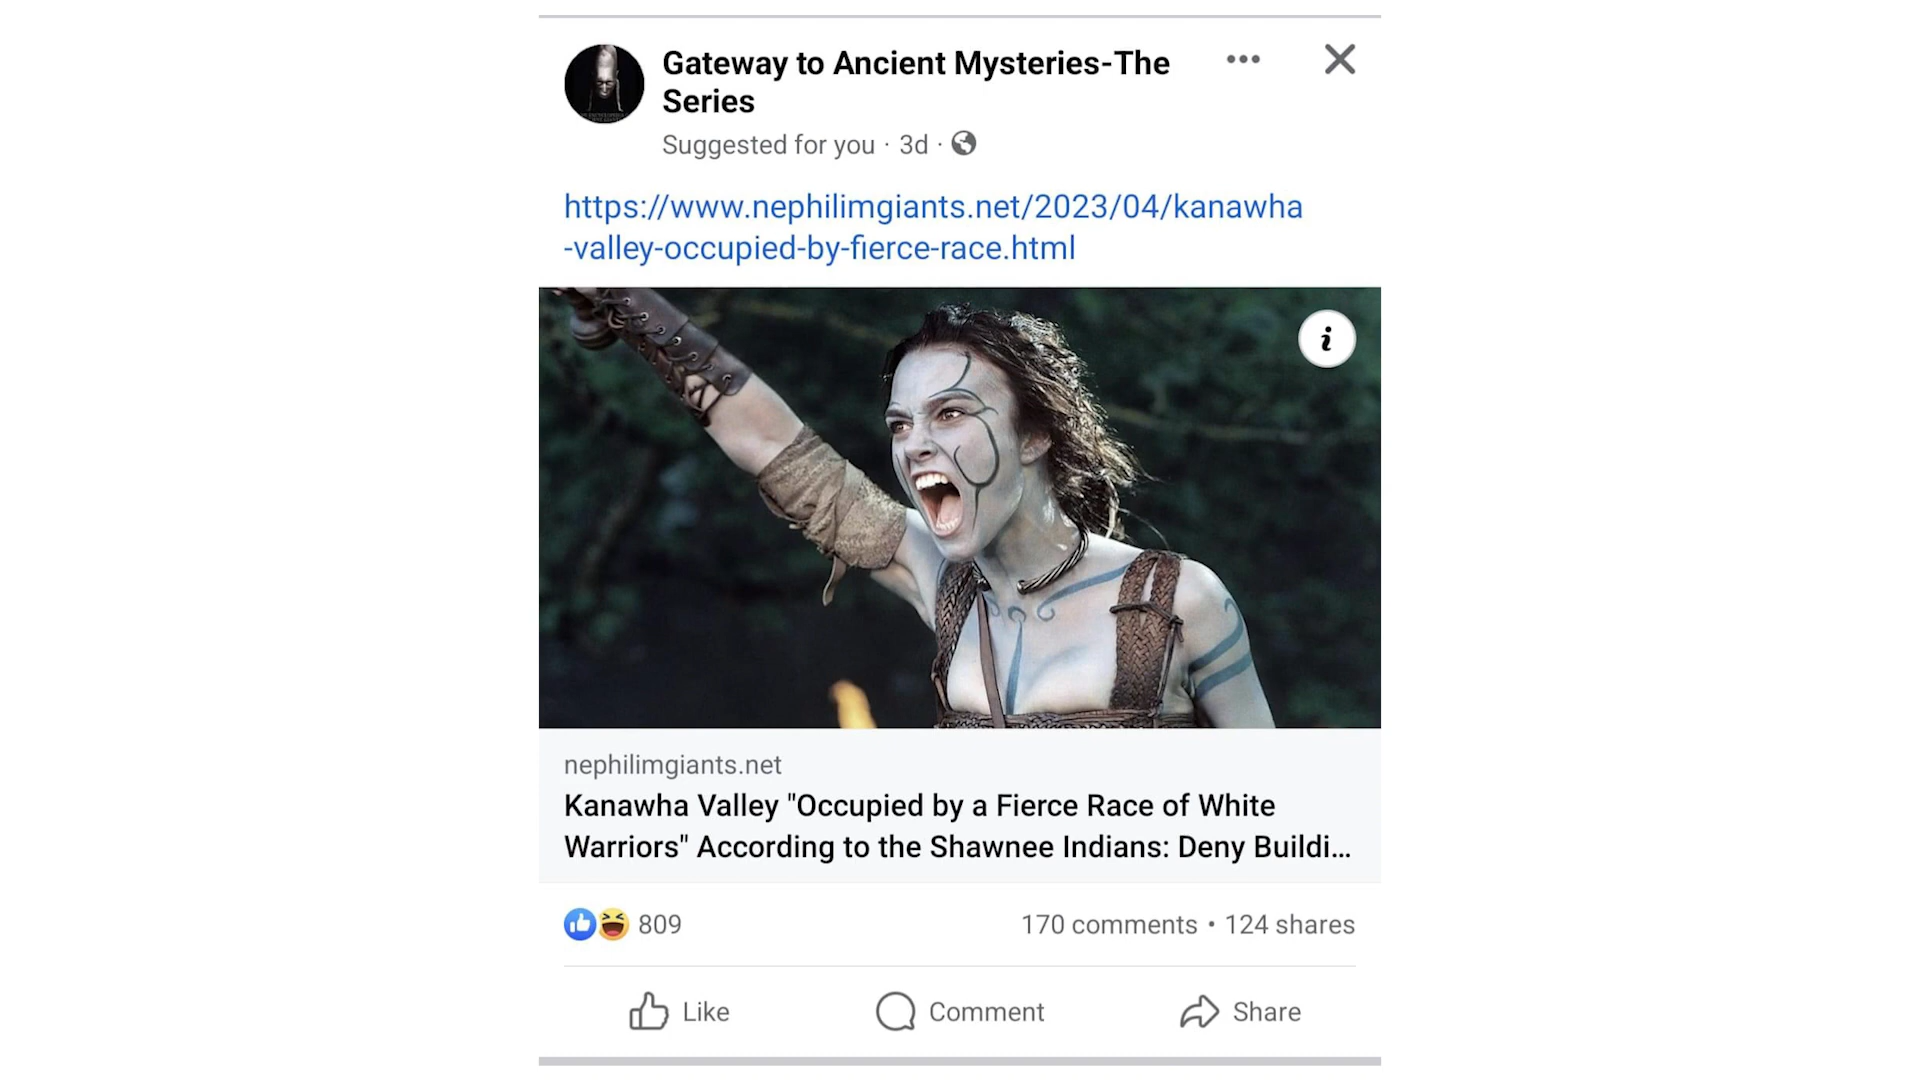 Gateway to Ancient Mysteries-The
Series
Suggested for you · 3d ·
https://www.nephilimgiants.net/2023/04/kanawha
-valley-occupied-by-fierce-race.html
i
nephilimgiants.net
Kanawha Valley "Occupied by a Fierce Race of White
Warriors" According to the Shawnee Indians: Deny Buildi...
809
170 comments • 124 shares
Like
Comment
Share